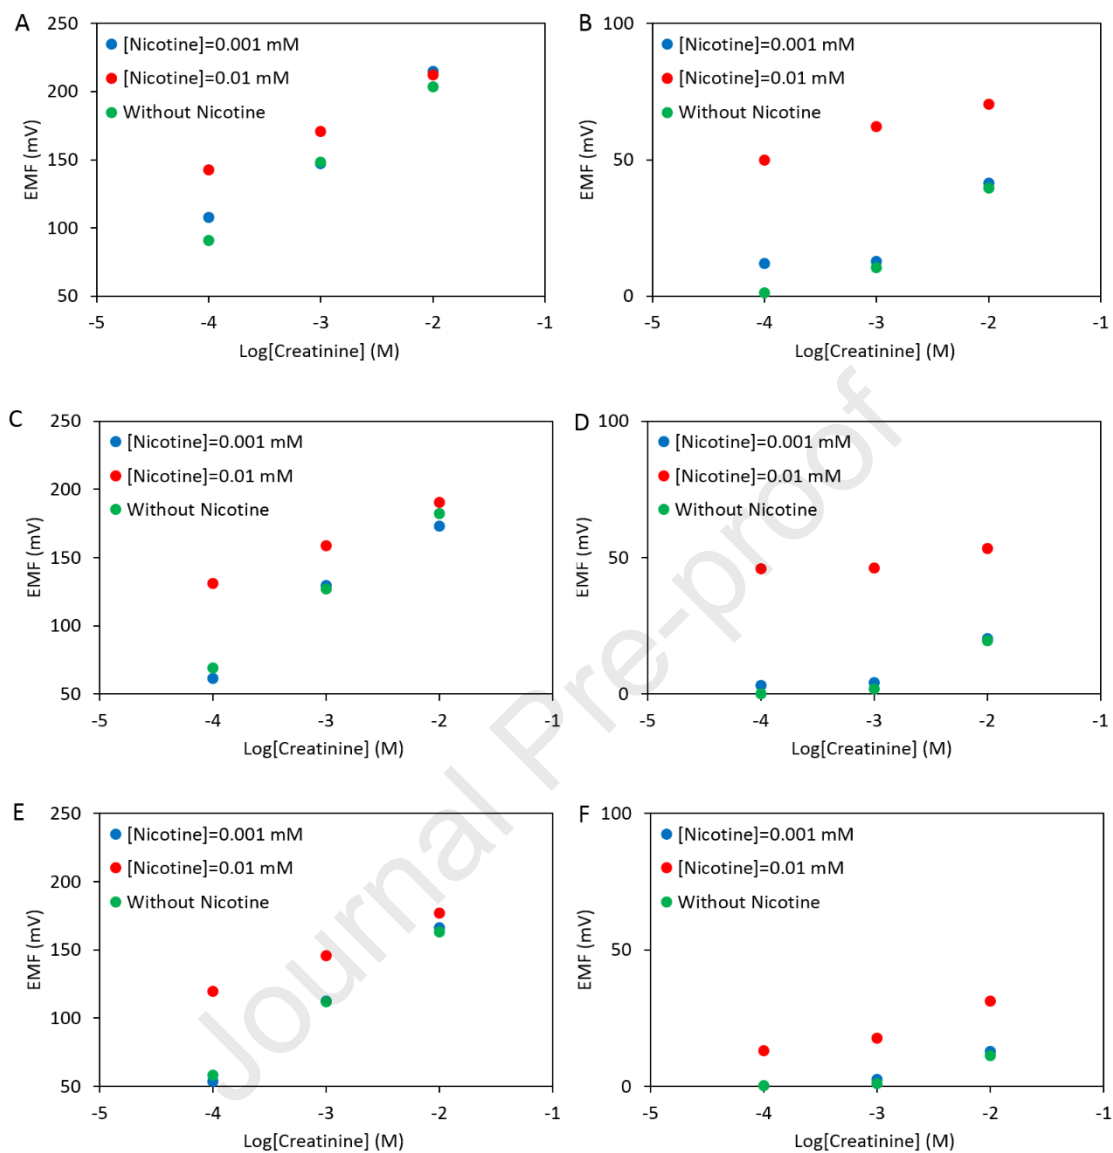 A
250
200
150
100
50
EMF (mV)
[Nicotine]=0.001 mM
[Nicotine]=0.01 mM
Without Nicotine
-5 -4 -3 -2 -1
Log[Creatinine] (M)
B
100
50
0
EMF (mV)
[Nicotine]=0.001 mM
[Nicotine]=0.01 mM
Without Nicotine
-5 -4 -3 -2 -1
Log[Creatinine] (M)
C
250
200
150
100
50
EMF (mV)
[Nicotine]=0.001 mM
[Nicotine]=0.01 mM
Without Nicotine
-5 -4 -3 -2 -1
Log[Creatinine] (M)
D
100
50
0
EMF (mV)
[Nicotine]=0.001 mM
[Nicotine]=0.01 mM
Without Nicotine
-5 -4 -3 -2 -1
Log[Creatinine] (M)
E
250
200
150
100
50
EMF (mV)
[Nicotine]=0.001 mM
[Nicotine]=0.01 mM
Without Nicotine
-5 -4 -3 -2 -1
Log[Creatinine] (M)
F
100
50
0
EMF (mV)
[Nicotine]=0.001 mM
[Nicotine]=0.01 mM
Without Nicotine
-5 -4 -3 -2 -1
Log[Creatinine] (M)
Journal Pre-proof